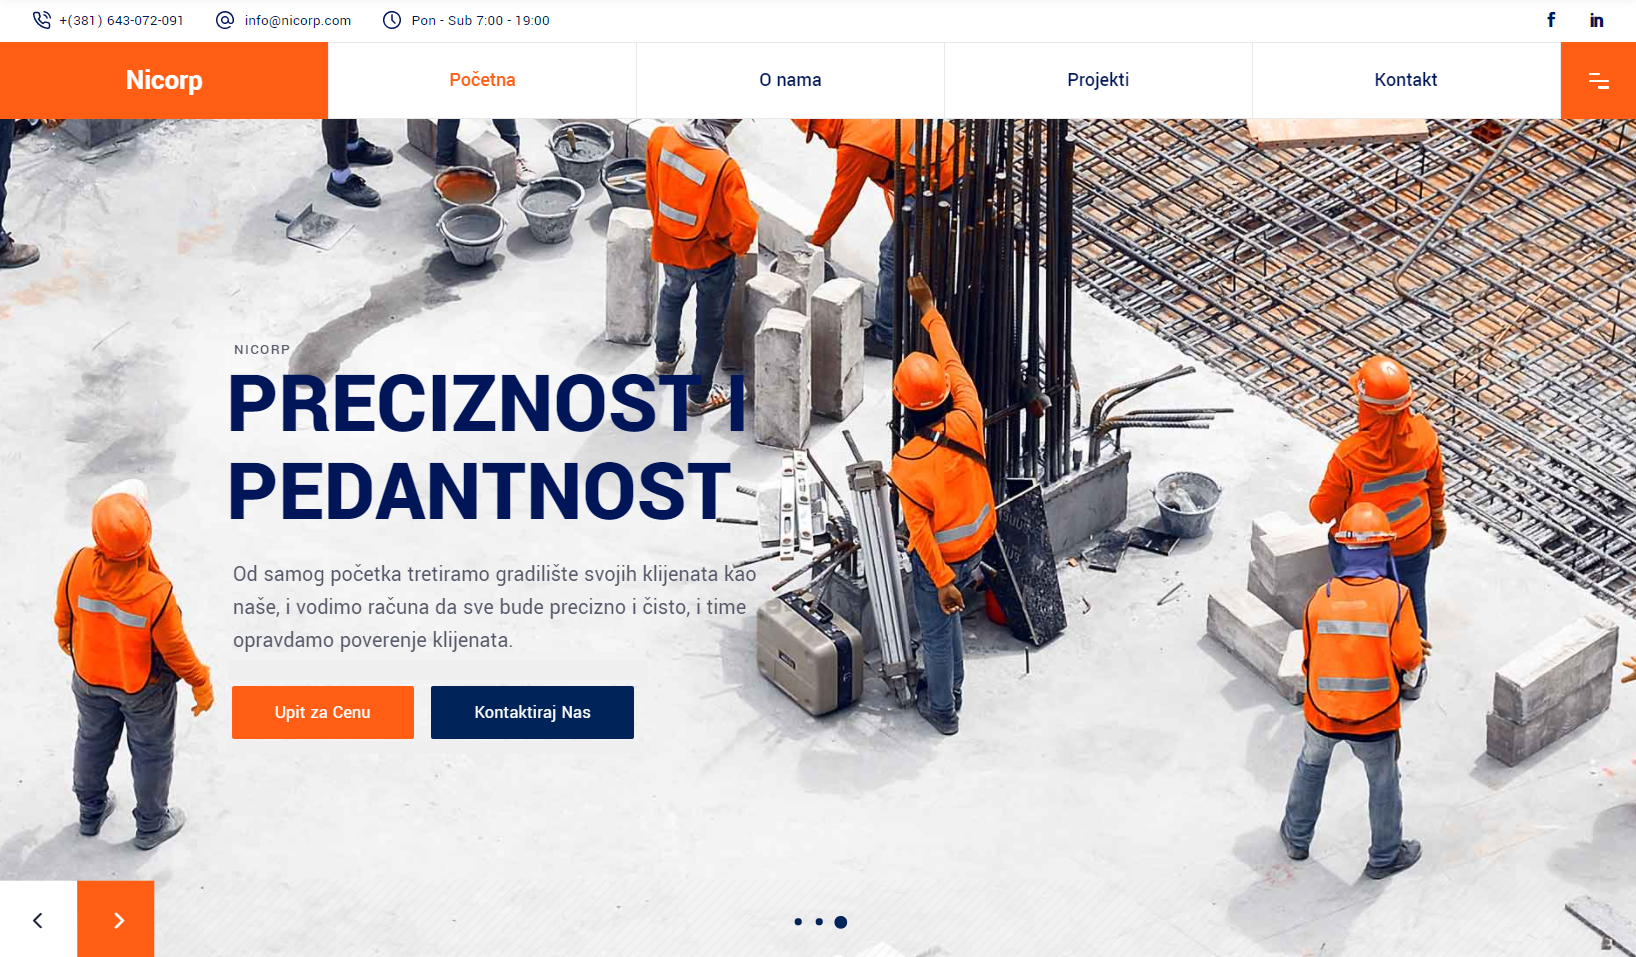 +(381) 643-072-091
info@nicorp.com
Pon - Sub 7:00 - 19:00
Nicorp
Početna
O nama
Projekti
Kontakt
NICORP
PRECIZNOST I
PEDANTNOST
Od samog početka tretiramo gradilište svojih klijenata kao
naše, i vodimo računa da sve bude precizno i čisto, i time
opravdamo poverenje klijenata.
Upit za Cenu
Kontaktiraj Nas